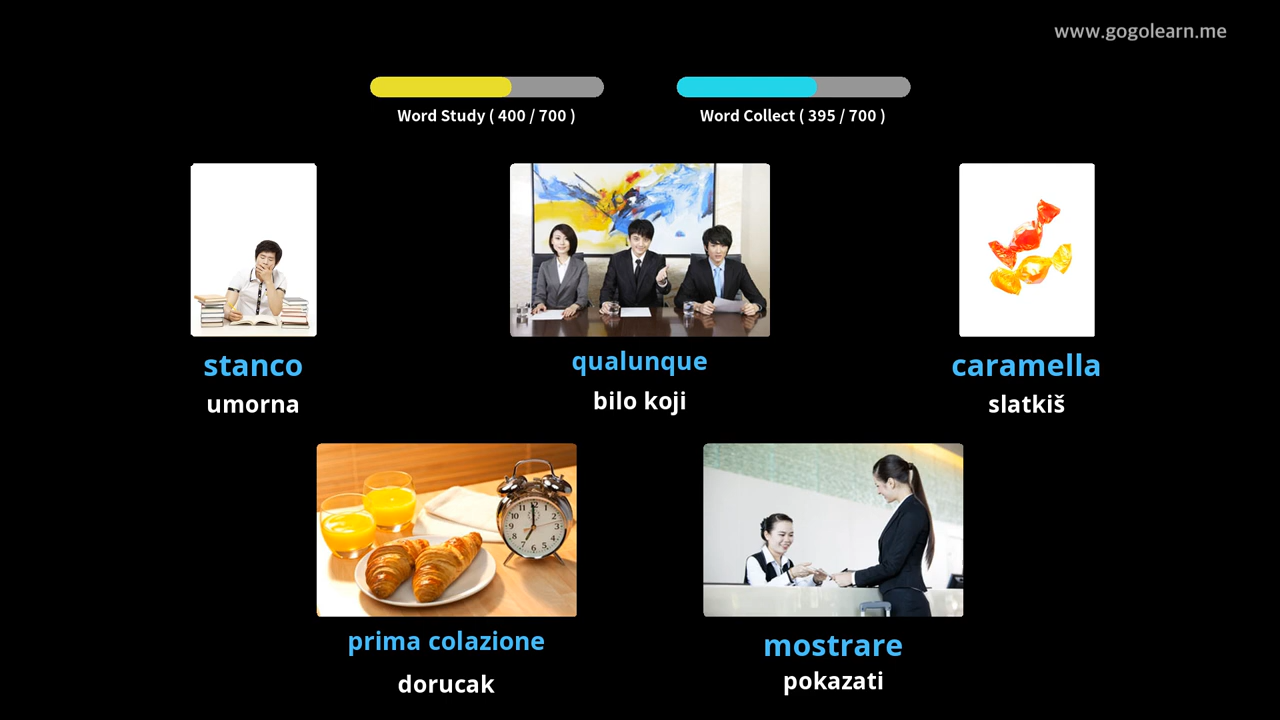 www.gogolearn.me
Word Study ( 400 / 700 )
Word Collect ( 395 / 700 )
stanco
umorna
qualunque
bilo koji
caramella
slatkiš
prima colazione
dorucak
mostrare
pokazati